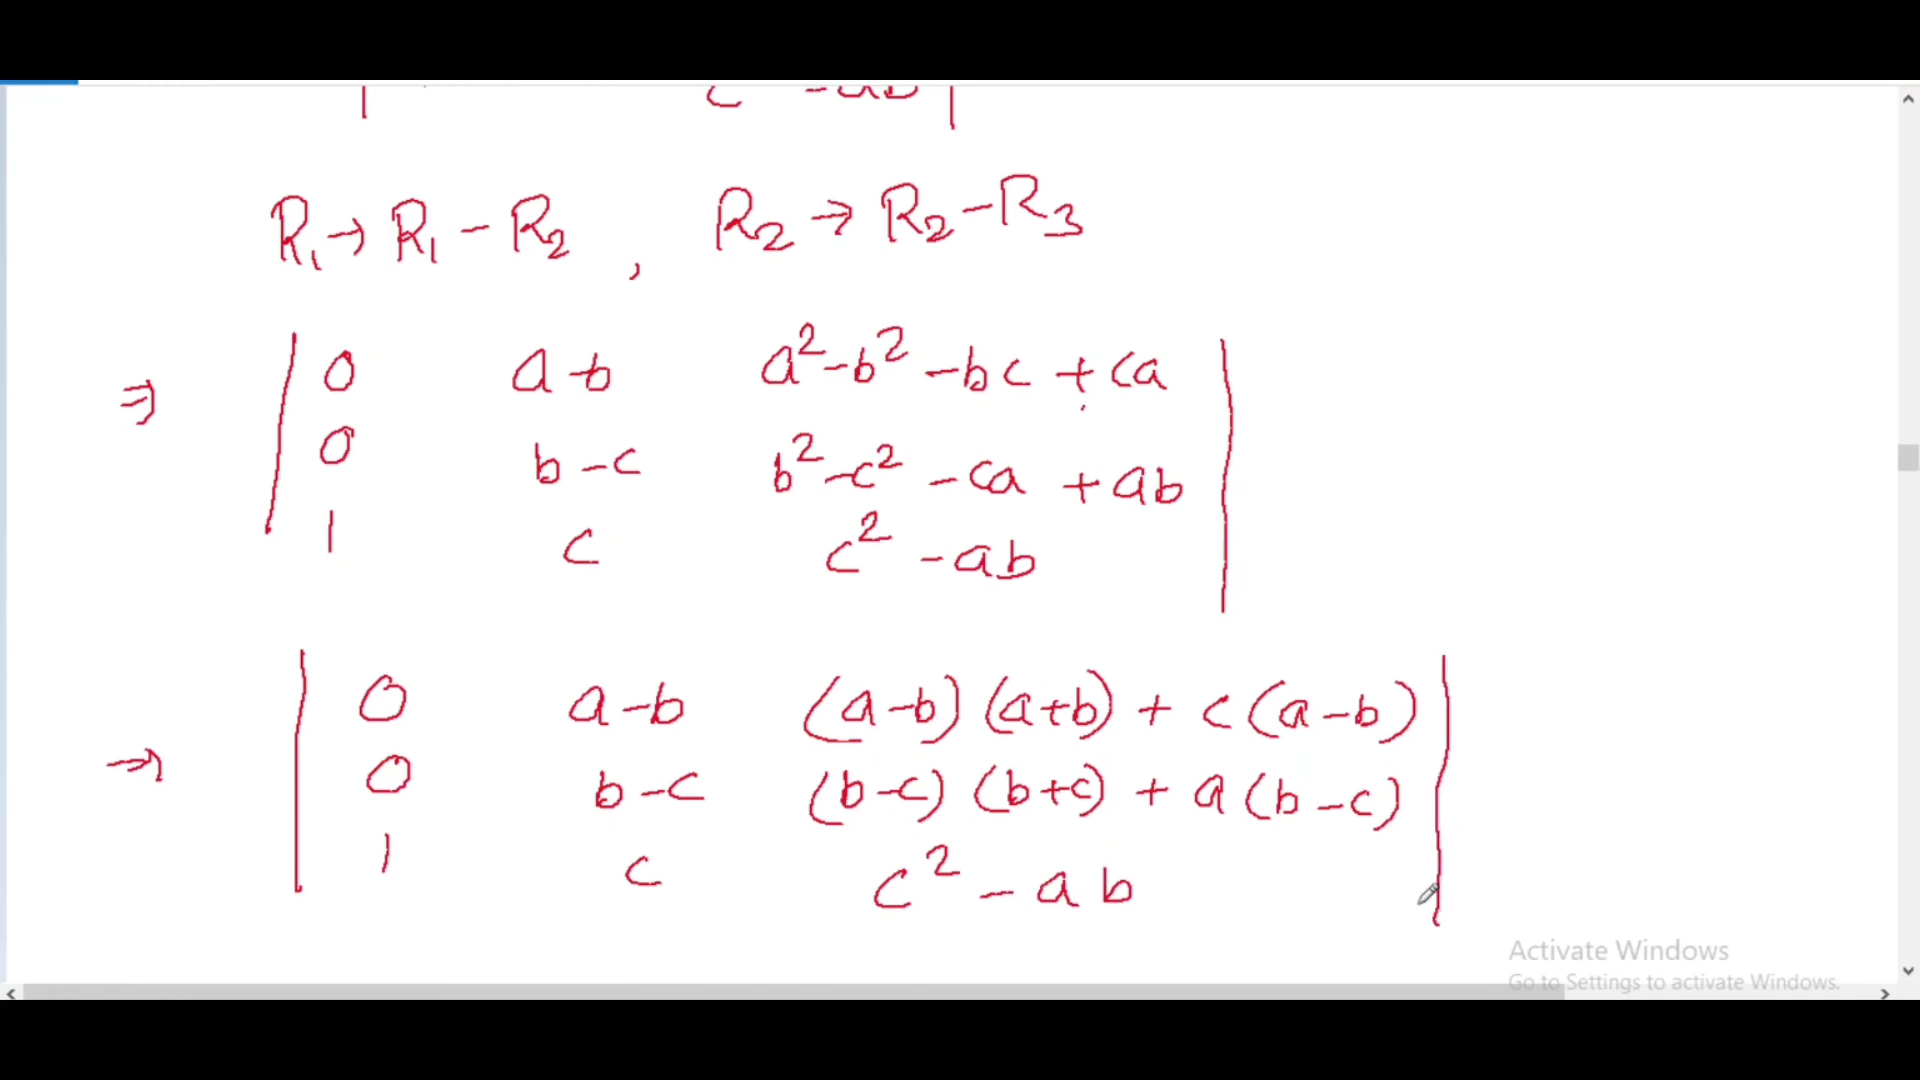 c - ab
R₁ → R₁ - R₂ , R₂ → R₂ - R₃
⇒ | 0 a-b a²-b² -bc + ca |
0 b-c b²-c² -ca + ab
1 c c² - ab
→ | 0 a-b (a-b) (a+b) + c (a-b) |
0 b-c (b-c) (b+c) + a (b-c)
1 c c² - ab
Activate Windows
Go to Settings to activate Windows.